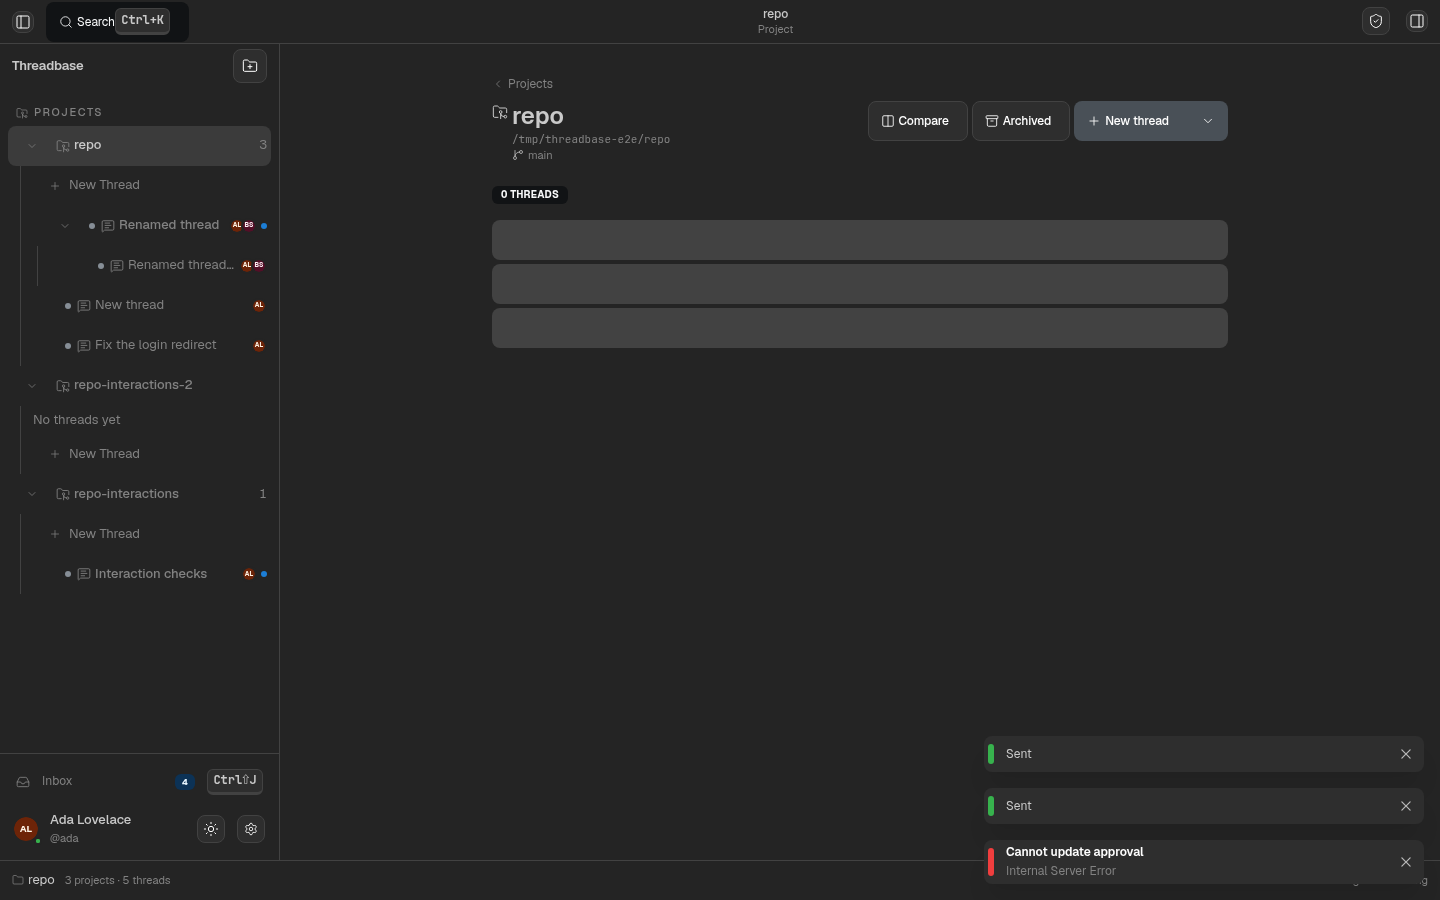 Search Ctrl+K
repo
Project
Threadbase
PROJECTS
repo 3
New Thread
Renamed thread AL BS
Renamed thread... AL BS
New thread AL
Fix the login redirect AL
repo-interactions-2
No threads yet
New Thread
repo-interactions 1
New Thread
Interaction checks AL
Inbox 4 Ctrl⇧J
AL Ada Lovelace
@ada
repo 3 projects · 5 threads
Projects
repo
/tmp/threadbase-e2e/repo
main
Compare
Archived
New thread
0 THREADS
Sent
Sent
Cannot update approval
Internal Server Error